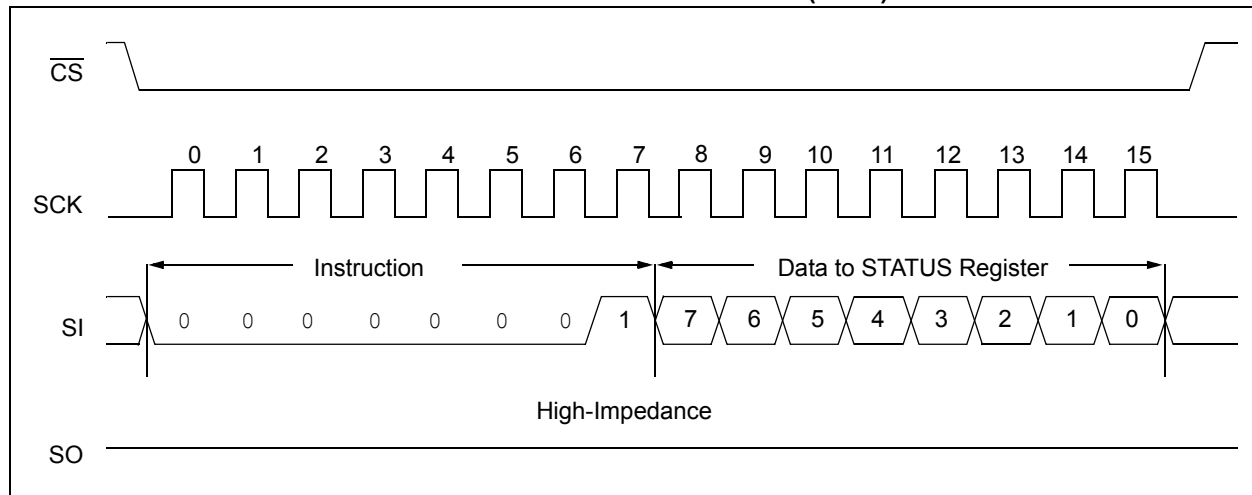 CS
0 1 2 3 4 5 6 7 8 9 10 11 12 13 14 15
SCK
Instruction Data to STATUS Register
SI 0 0 0 0 0 0 0 1 7 6 5 4 3 2 1 0
High-Impedance
SO